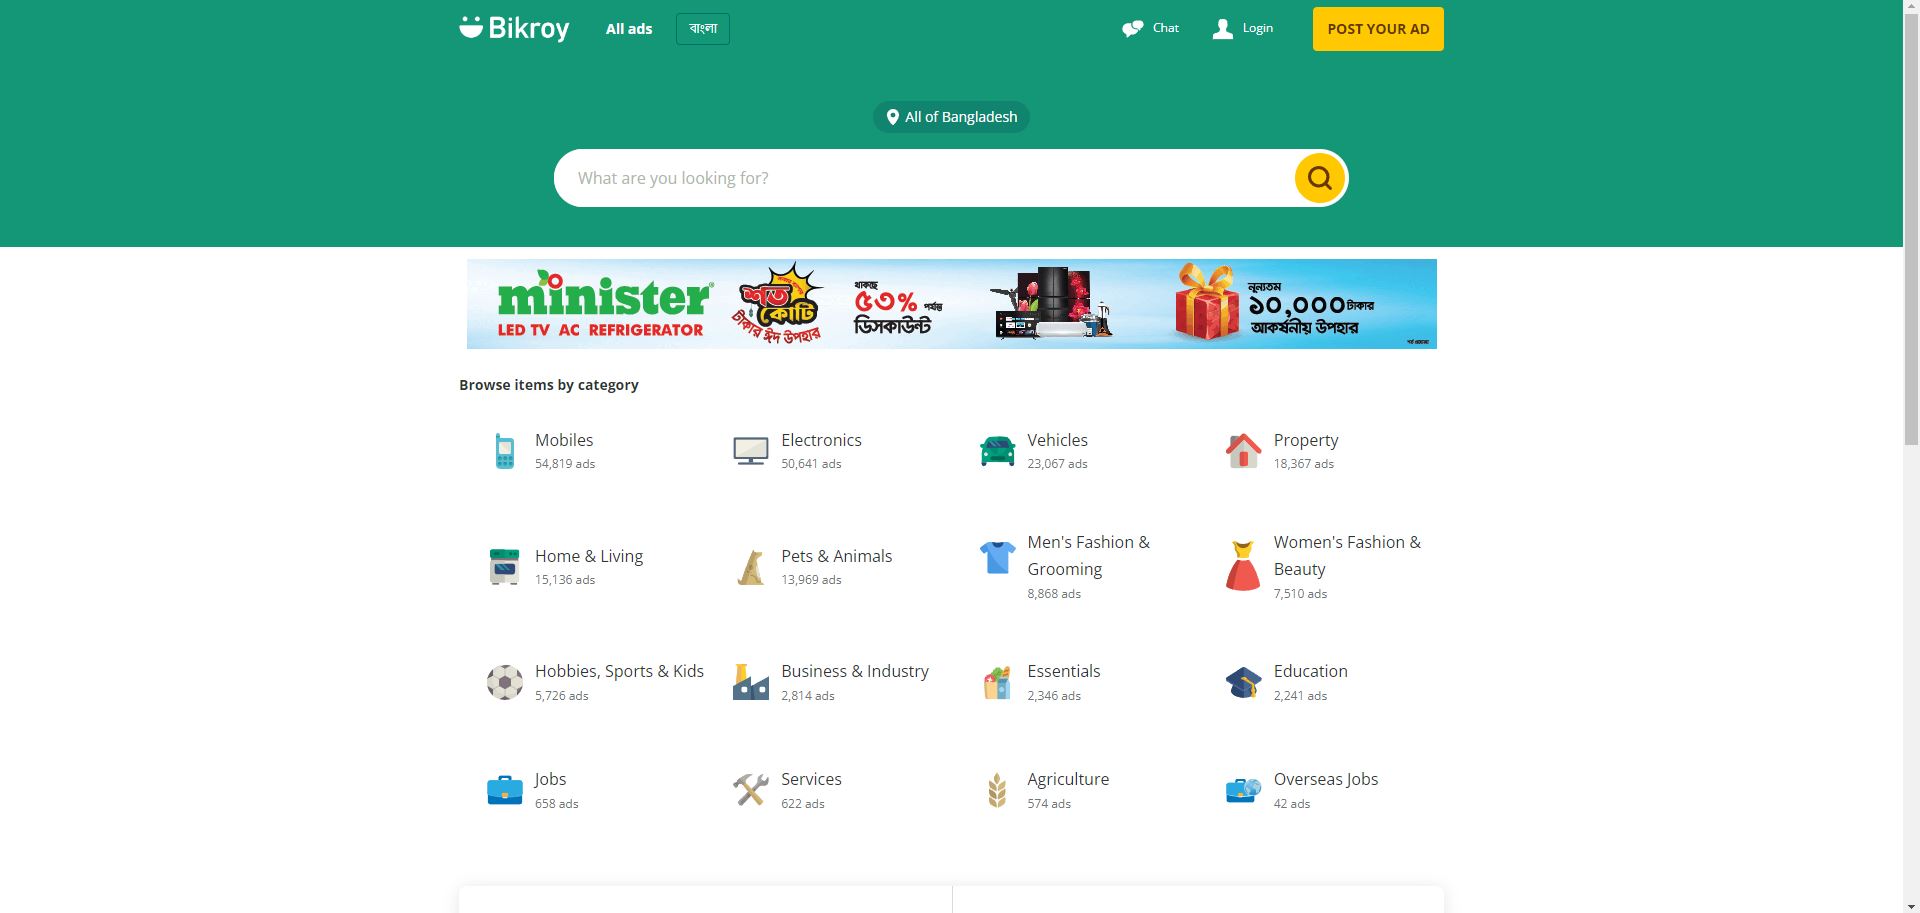 Bikroy
All ads
বাংলা
Chat
Login
POST YOUR AD
All of Bangladesh
What are you looking for?
minister
LED TV AC REFRIGERATOR
শত
কোটি
টাকার ঈদ উপহার
থাকছে
৫৩% পর্যন্ত
ডিসকাউন্ট
নূন্যতম
১০,০০০ টাকার
আকর্ষনীয় উপহার
Browse items by category
Mobiles
54,819 ads
Electronics
50,641 ads
Vehicles
23,067 ads
Property
18,367 ads
Home & Living
15,136 ads
Pets & Animals
13,969 ads
Men's Fashion &
Grooming
8,868 ads
Women's Fashion &
Beauty
7,510 ads
Hobbies, Sports & Kids
5,726 ads
Business & Industry
2,814 ads
Essentials
2,346 ads
Education
2,241 ads
Jobs
658 ads
Services
622 ads
Agriculture
574 ads
Overseas Jobs
42 ads